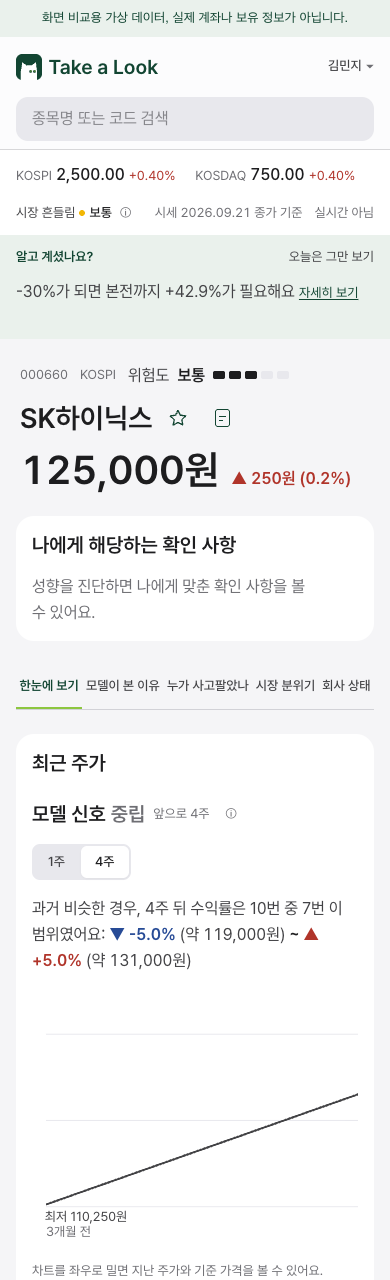 화면 비교용 가상 데이터, 실제 계좌나 보유 정보가 아닙니다.
Take a Look
김민지
종목명 또는 코드 검색
KOSPI 2,500.00 +0.40% KOSDAQ 750.00 +0.40%
시장 흔들림 보통 ⓘ 시세 2026.09.21 종가 기준 실시간 아님
알고 계셨나요? 오늘은 그만 보기
-30%가 되면 본전까지 +42.9%가 필요해요 자세히 보기
000660 KOSPI 위험도 보통
SK하이닉스
125,000원 ▲ 250원 (0.2%)
나에게 해당하는 확인 사항
성향을 진단하면 나에게 맞춘 확인 사항을 볼
수 있어요.
한눈에 보기 모델이 본 이유 누가 사고팔았나 시장 분위기 회사 상태
최근 주가
모델 신호 중립 앞으로 4주 ⓘ
1주 4주
과거 비슷한 경우, 4주 뒤 수익률은 10번 중 7번 이
범위였어요: ▼ -5.0% (약 119,000원) ~ ▲
+5.0% (약 131,000원)
최저 110,250원
3개월 전
차트를 좌우로 밀면 지난 주가와 기준 가격을 볼 수 있어요.